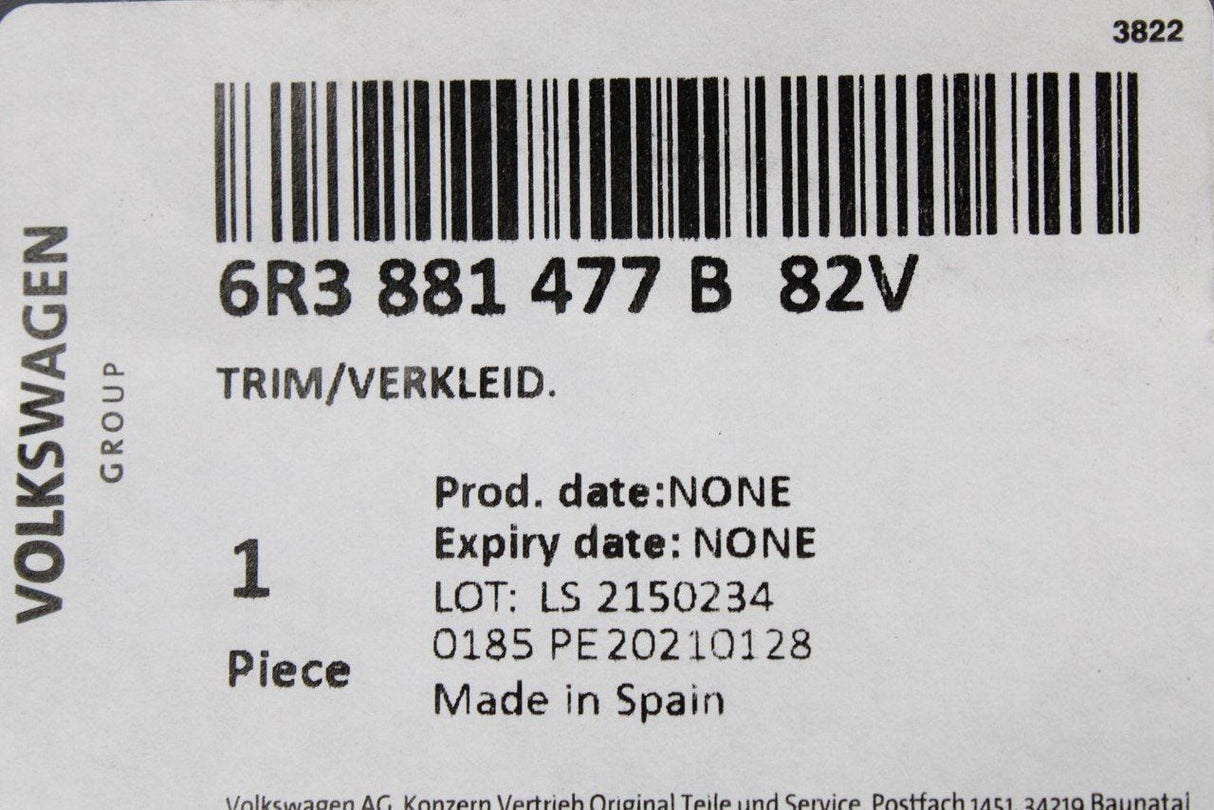 3822
6R3 881 477 B 82V
TRIM/VERKLEID.
VOLKSWAGEN
GROUP
Prod. date:NONE
Expiry date: NONE
1
LOT: LS 2150234
0185 PE20210128
Piece
Made in Spain
Volkswagen AG, Konzern Vertrieb Original Teile und Service, Postfach 1451, 34219 Baunatal